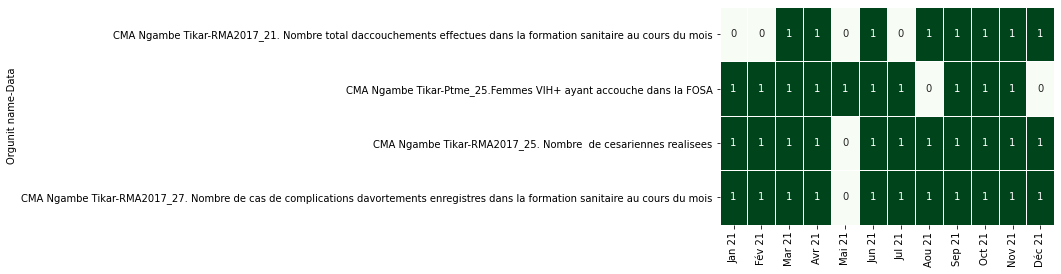 CMA Ngambe Tikar-RMA2017_21. Nombre total daccouchements effectues dans la formation sanitaire au cours du mois 0 0 1 1 0 1 0 1 1 1 1 1
CMA Ngambe Tikar-Ptme_25.Femmes VIH+ ayant accouche dans la FOSA 1 1 1 1 1 1 1 0 1 1 1 0
CMA Ngambe Tikar-RMA2017_25. Nombre  de cesariennes realisees 1 1 1 1 0 1 1 1 1 1 1 1
CMA Ngambe Tikar-RMA2017_27. Nombre de cas de complications davortements enregistres dans la formation sanitaire au cours du mois 1 1 1 1 0 1 1 1 1 1 1 1
Orgunit name-Data
Jan 21
Fév 21
Mar 21
Avr 21
Mai 21
Jun 21
Jul 21
Aou 21
Sep 21
Oct 21
Nov 21
Déc 21